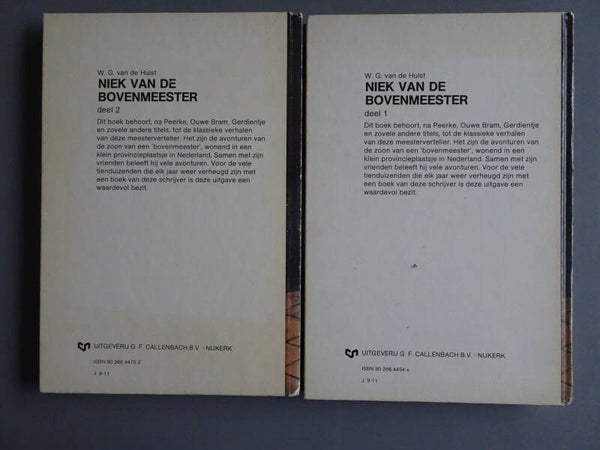 W. G. van de Hulst
NIEK VAN DE
BOVENMEESTER
deel 2
Dit boek behoort, na Peerke, Ouwe Bram, Gerdientje
en zovele andere titels, tot de klassieke verhalen
van deze meesterverteller. Het zijn de avonturen van
de zoon van een 'bovenmeester', wonend in een
klein provincieplaatsje in Nederland. Samen met zijn
vrienden beleeft hij vele avonturen. Voor de vele
tienduizenden die elk jaar weer verheugd zijn met
een boek van deze schrijver is deze uitgave een
waardevol bezit.
UITGEVERIJ G. F. CALLENBACH B.V. - NIJKERK
ISBN 90 266 4475 2
J. 9-11
W. G. van de Hulst
NIEK VAN DE
BOVENMEESTER
deel 1
Dit boek behoort, na Peerke, Ouwe Bram, Gerdientje
en zovele andere titels, tot de klassieke verhalen
van deze meesterverteller. Het zijn de avonturen van
de zoon van een 'bovenmeester', wonend in een
klein provincieplaatsje in Nederland. Samen met zijn
vrienden beleeft hij vele avonturen. Voor de vele
tienduizenden die elk jaar weer verheugd zijn met
een boek van deze schrijver is deze uitgave een
waardevol bezit.
UITGEVERIJ G. F. CALLENBACH B.V. - NIJKERK
ISBN 90 266 4454 x
J. 9-11